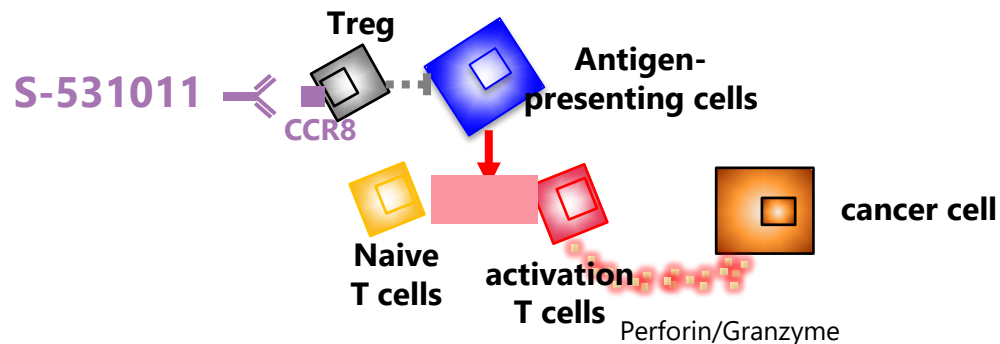 Treg
Antigen-
presenting cells
S-531011
CCR8
cancer cell
Naive
T cells
activation
T cells
Perforin/Granzyme